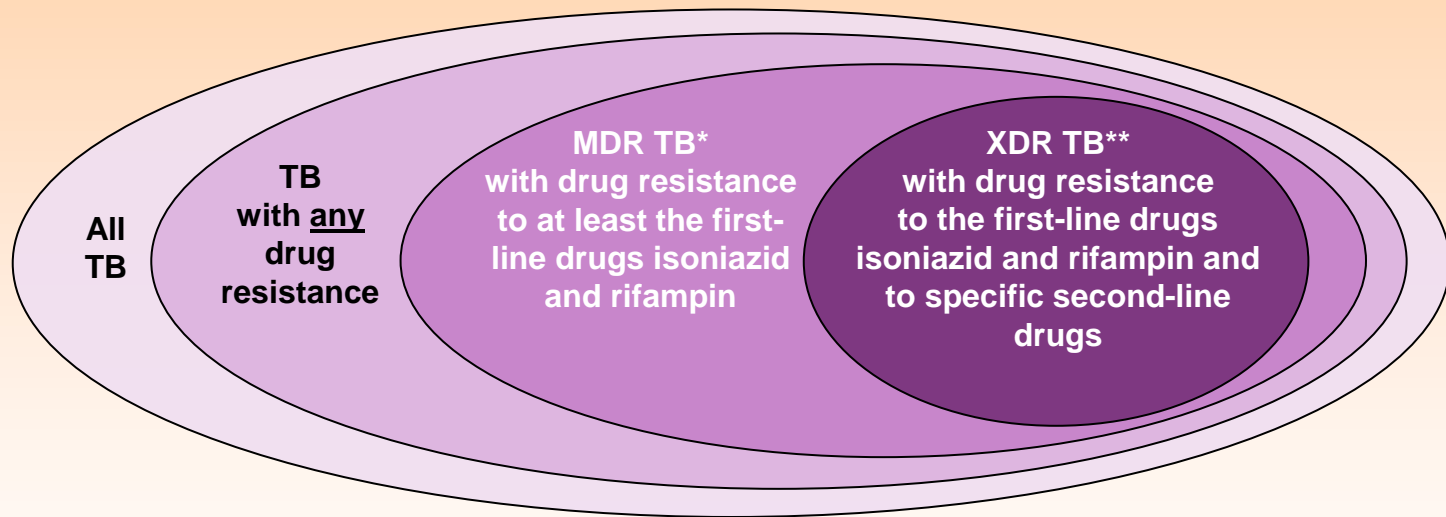 All
TB
TB
with any
drug
resistance
MDR TB*
with drug resistance
to at least the first-
line drugs isoniazid
and rifampin
XDR TB**
with drug resistance
to the first-line drugs
isoniazid and rifampin and
to specific second-line
drugs